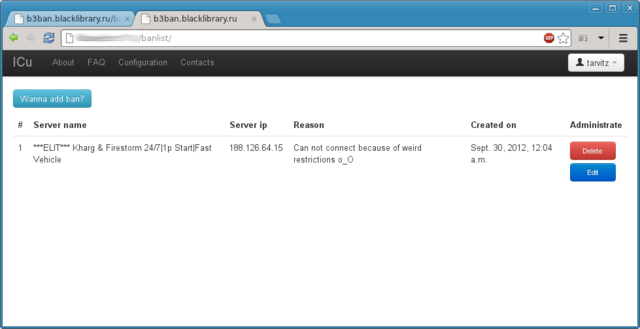 b3ban.blacklibrary.ru/b
b3ban.blacklibrary.ru
/banlist/
ICu About FAQ Configuration Contacts tarvitz
Wanna add ban?
# Server name Server ip Reason Created on Administrate
1 ***ELIT*** Kharg & Firestorm 24/7|1p Start|Fast 188.126.64.15 Can not connect because of weird Sept. 30, 2012, 12:04 Delete
Vehicle restrictions o_O a.m.
Edit